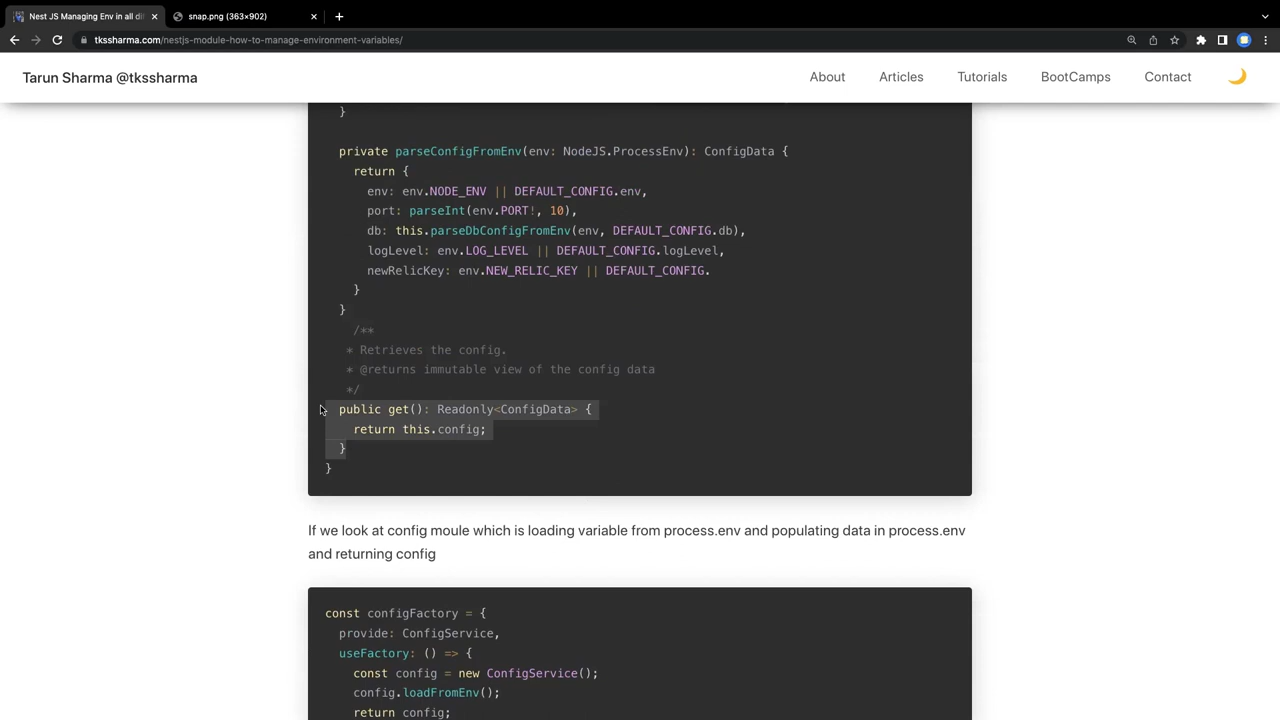 Nest JS Managing Env in all di
snap.png (363×902)
tkssharma.com/nestjs-module-how-to-manage-environment-variables/
Tarun Sharma @tkssharma
About Articles Tutorials BootCamps Contact
}
private parseConfigFromEnv(env: NodeJS.ProcessEnv): ConfigData {
return {
env: env.NODE_ENV || DEFAULT_CONFIG.env,
port: parseInt(env.PORT!, 10),
db: this.parseDbConfigFromEnv(env, DEFAULT_CONFIG.db),
logLevel: env.LOG_LEVEL || DEFAULT_CONFIG.logLevel,
newRelicKey: env.NEW_RELIC_KEY || DEFAULT_CONFIG.
}
}
/**
* Retrieves the config.
* @returns immutable view of the config data
*/
public get(): Readonly<ConfigData> {
return this.config;
}
}
If we look at config moule which is loading variable from process.env and populating data in process.env
and returning config
const configFactory = {
provide: ConfigService,
useFactory: () => {
const config = new ConfigService();
config.loadFromEnv();
return config;